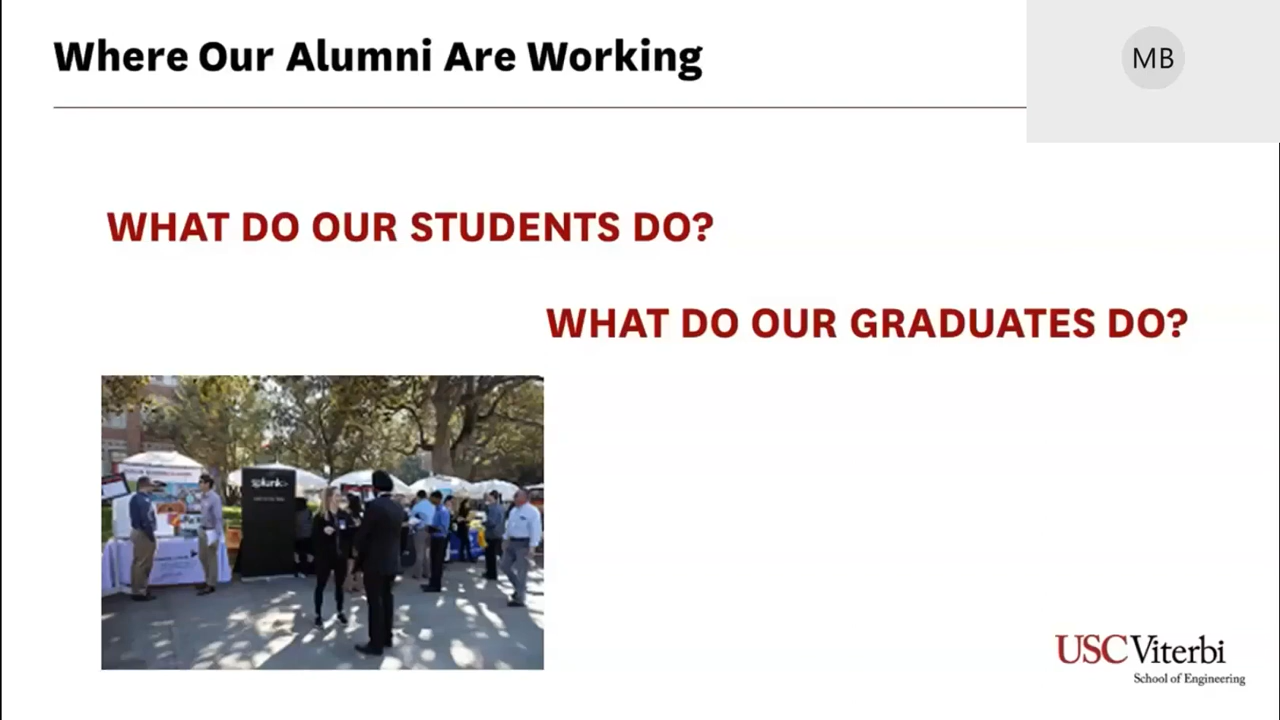 Where Our Alumni Are Working
MB
WHAT DO OUR STUDENTS DO?
WHAT DO OUR GRADUATES DO?
splunk>
USC Viterbi
School of Engineering